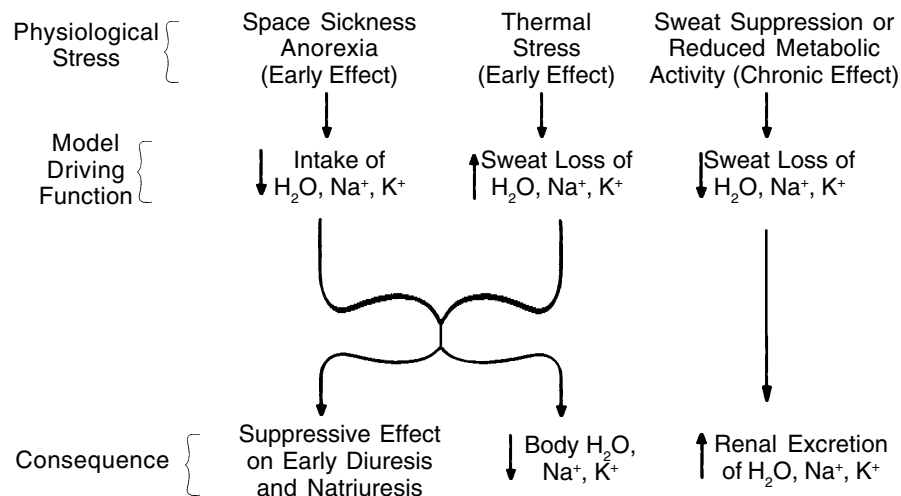 Physiological
Stress
Space Sickness
Anorexia
(Early Effect)
Thermal
Stress
(Early Effect)
Sweat Suppression or
Reduced Metabolic
Activity (Chronic Effect)
Model
Driving
Function
Intake of
H₂O, Na⁺, K⁺
Sweat Loss of
H₂O, Na⁺, K⁺
Sweat Loss of
H₂O, Na⁺, K⁺
Consequence
Suppressive Effect
on Early Diuresis
and Natriuresis
Body H₂O,
Na⁺, K⁺
Renal Excretion
of H₂O, Na⁺, K⁺